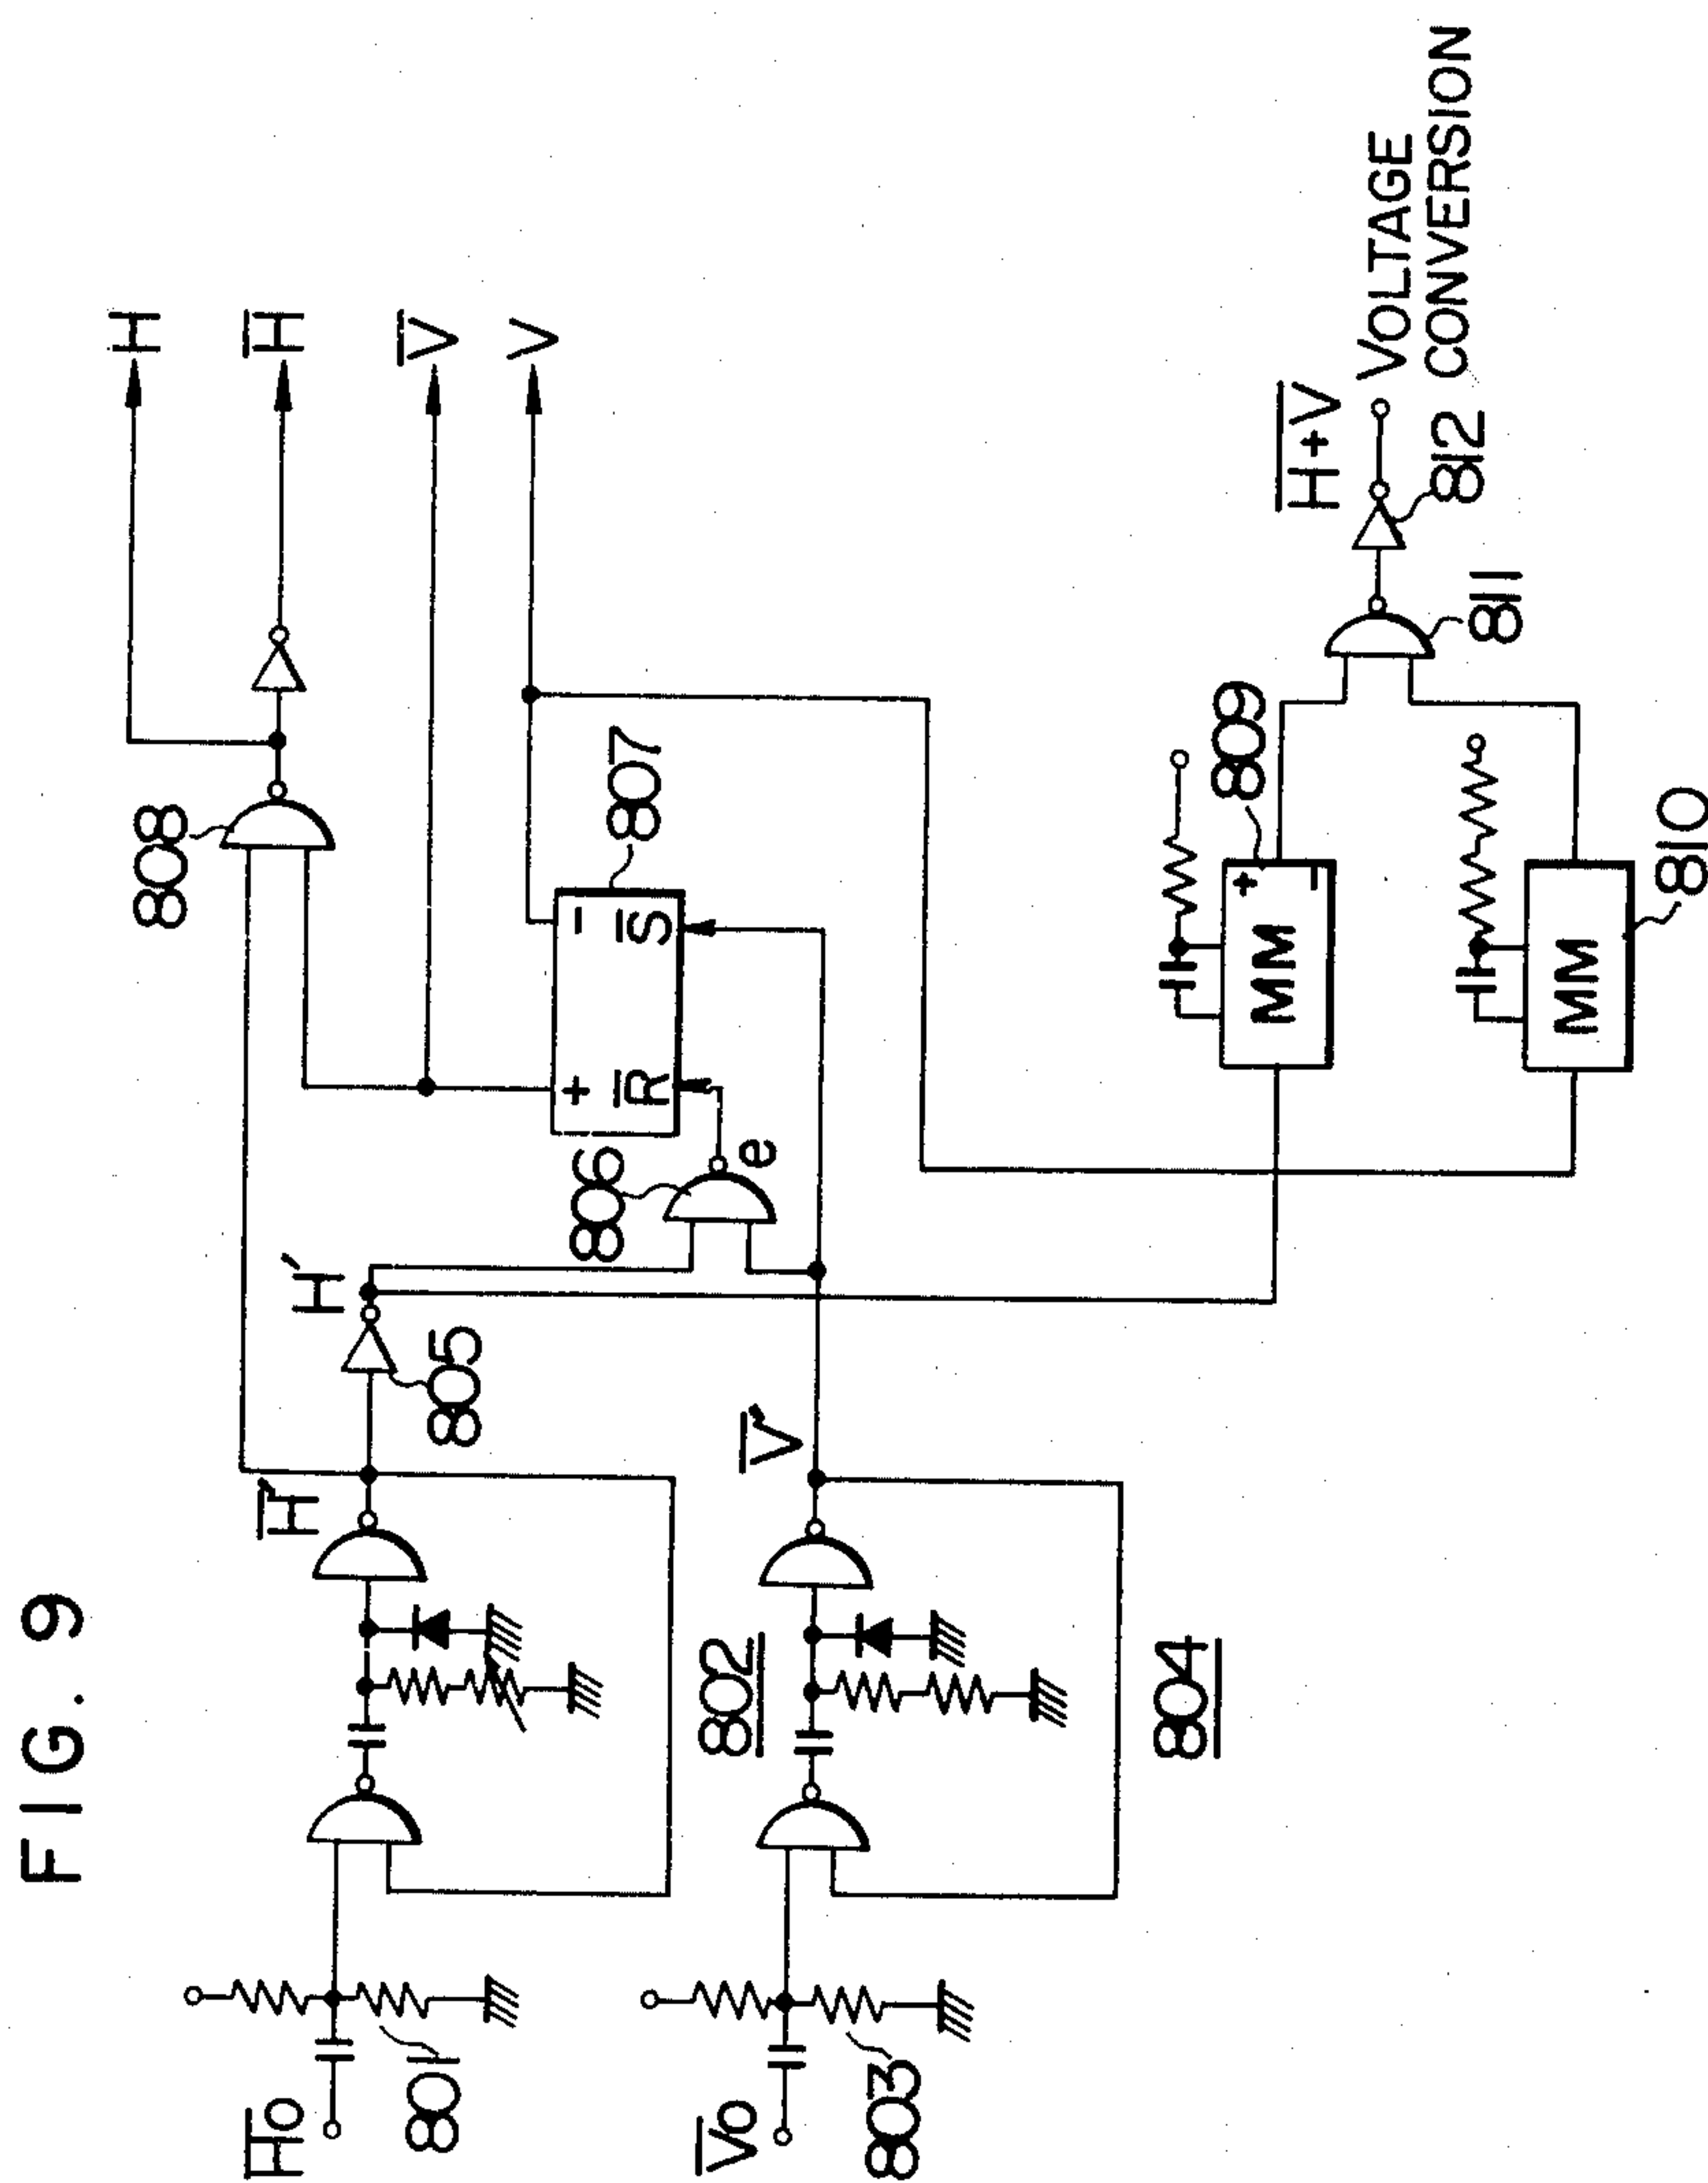 FIG. 9
H̅o
801
H̅'
805
H'
808
H
H̅
V̅
V
V̅o
803
802
804
V̅'
806
e
+
-
R̅
S̅
807
MM
+
-
809
MM
810
811
812
H̅+̅V̅
VOLTAGE
CONVERSION